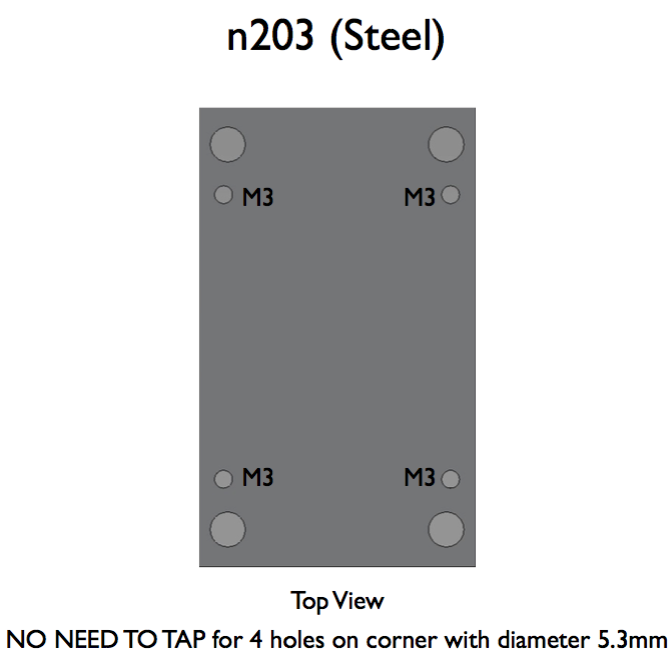 n203 (Steel)
M3 M3
M3 M3
Top View
NO NEED TO TAP for 4 holes on corner with diameter 5.3mm